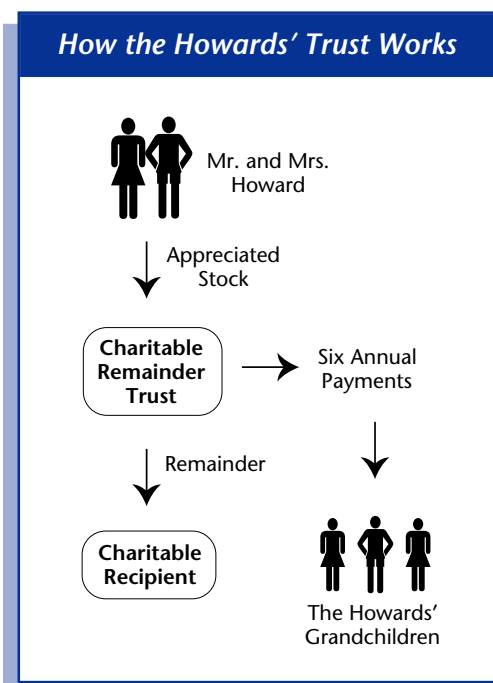 How the Howards' Trust Works
Mr. and Mrs.
Howard
Appreciated
Stock
Charitable
Remainder
Trust
Six Annual
Payments
Remainder
Charitable
Recipient
The Howards'
Grandchildren